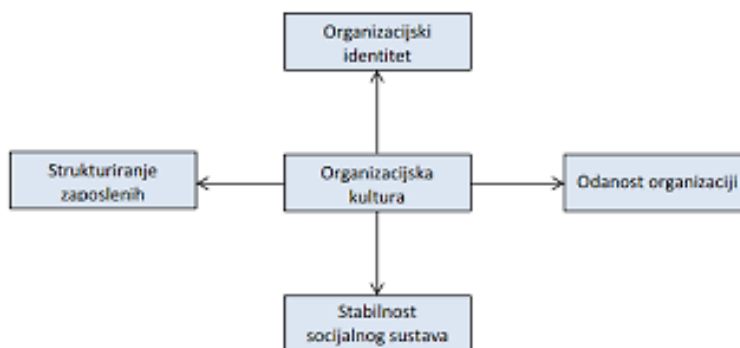 Organizacijski
identitet
Strukturiranje
zaposlenih
Organizacijska
kultura
Odanost organizaciji
Stabilnost
socijalnog sustava